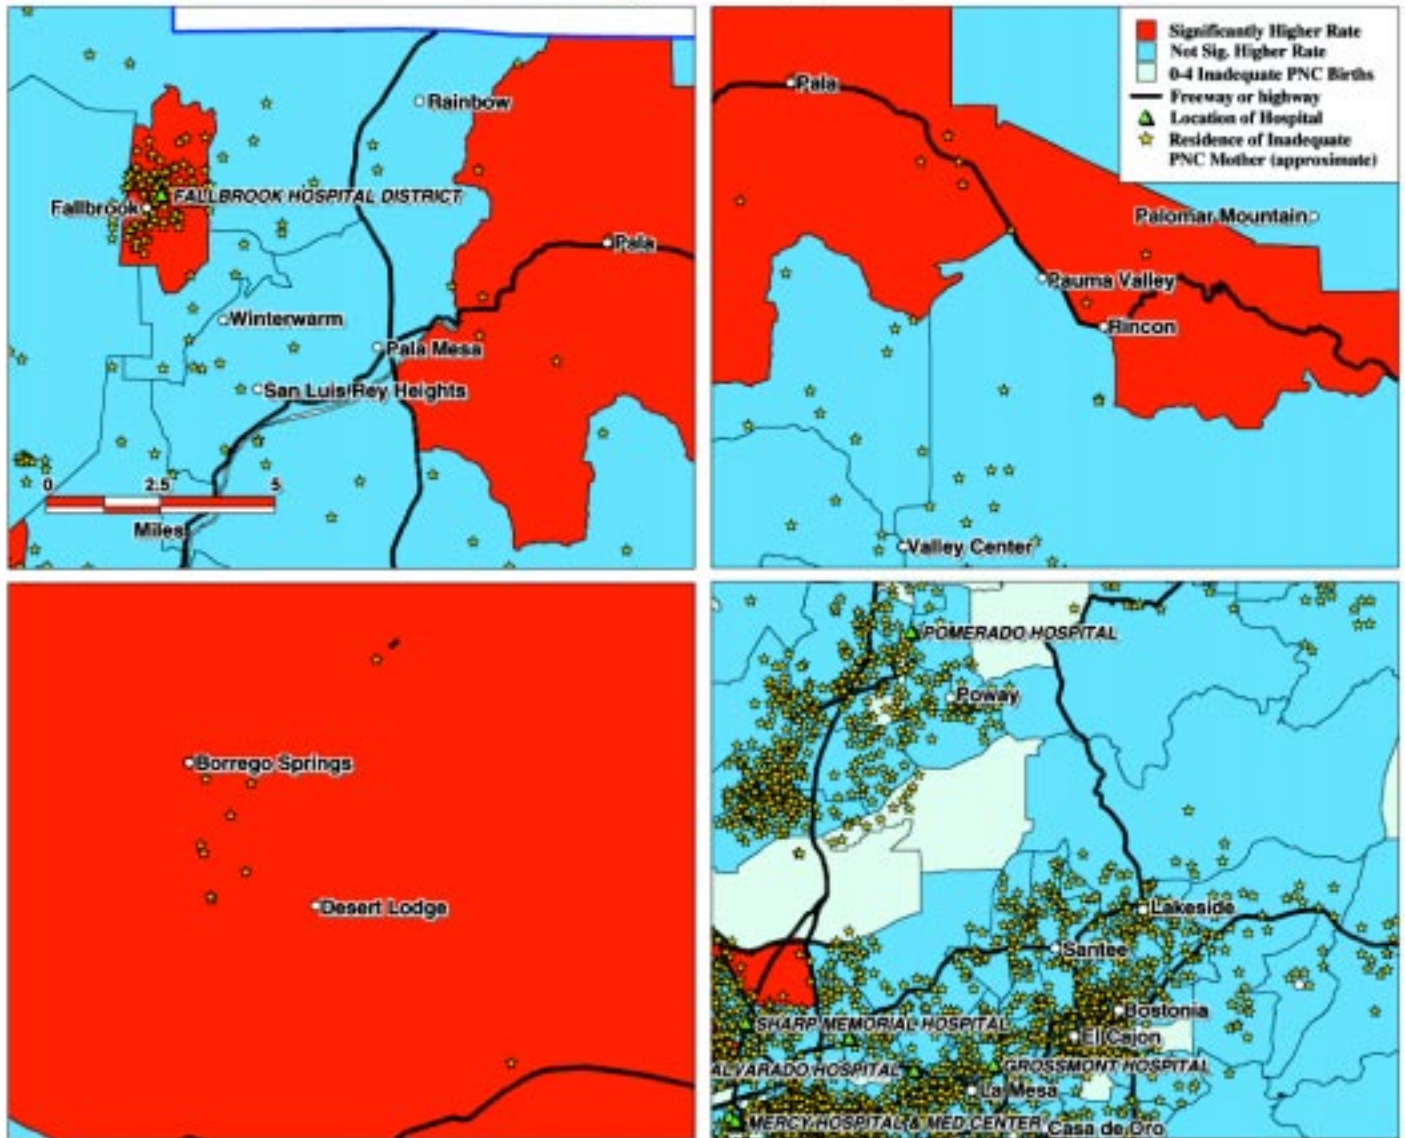 Rainbow
FALLBROOK HOSPITAL DISTRICT
Fallbrook
Pala
Winterwarm
Pala Mesa
San Luis Rey Heights
0 2.5 5
Miles
Significantly Higher Rate
Not Sig. Higher Rate
0-4 Inadequate PNC Births
Freeway or highway
Location of Hospital
Residence of Inadequate
PNC Mother (approximate)
Pala
Palomar Mountain
Pauma Valley
Rincon
Valley Center
Borrego Springs
Desert Lodge
POMERADO HOSPITAL
Poway
Lakeside
Santee
Bostonia
SHARP MEMORIAL HOSPITAL
El Cajon
ALVARADO HOSPITAL
GROSSMONT HOSPITAL
La Mesa
MERCY HOSPITAL & MED CENTER
Casa de Oro